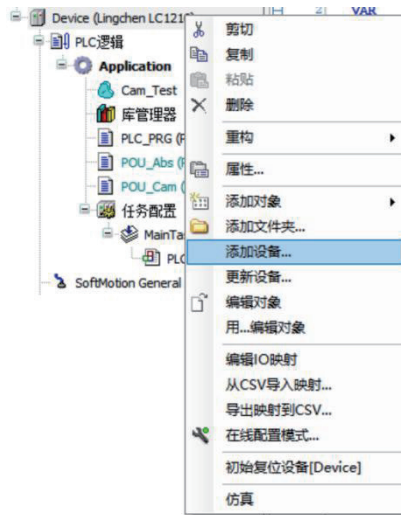 Device (Lingchen LC121
VAR
PLC逻辑
Application
Cam_Test
库管理器
PLC_PRG (
POU_Abs (
POU_Cam (
任务配置
MainTa
PLC
SoftMotion General
剪切
复制
粘贴
删除
重构
属性...
添加对象
添加文件夹...
添加设备...
更新设备...
编辑对象
用...编辑对象
编辑IO映射
从CSV导入映射...
导出映射到CSV...
在线配置模式...
初始复位设备[Device]
仿真